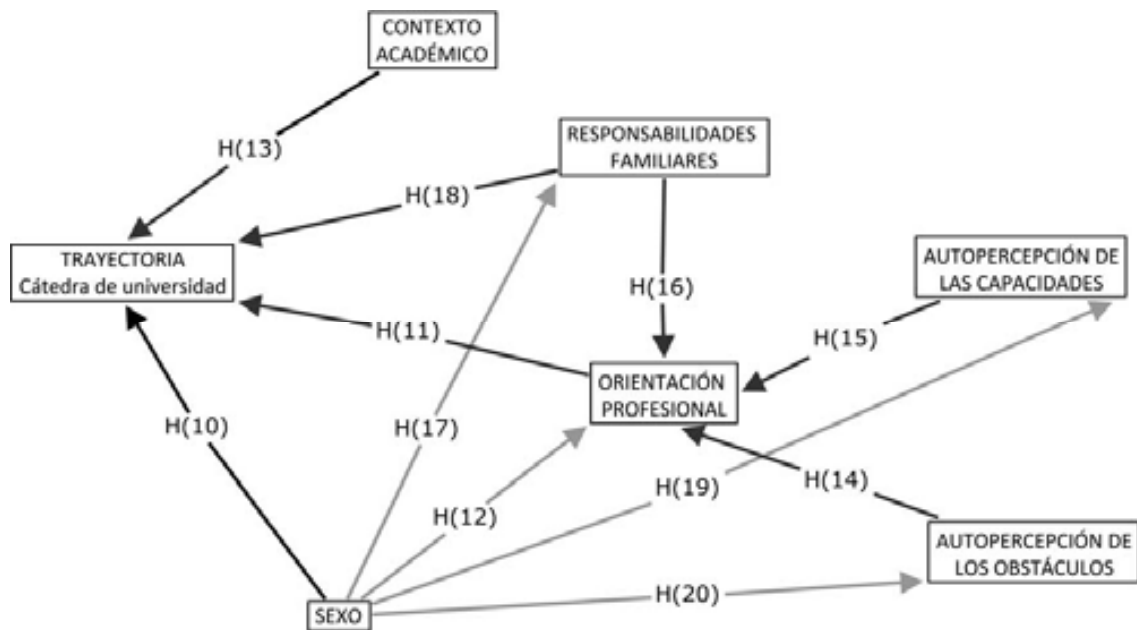 CONTEXTO
ACADÉMICO
H(13)
RESPONSABILIDADES
FAMILIARES
H(18)
TRAYECTORIA
Cátedra de universidad
AUTOPERCEPCIÓN DE
LAS CAPACIDADES
H(16)
H(11)
H(15)
ORIENTACIÓN
PROFESIONAL
H(10)
H(17)
H(14)
H(19)
H(12)
AUTOPERCEPCIÓN DE
LOS OBSTÁCULOS
H(20)
SEXO